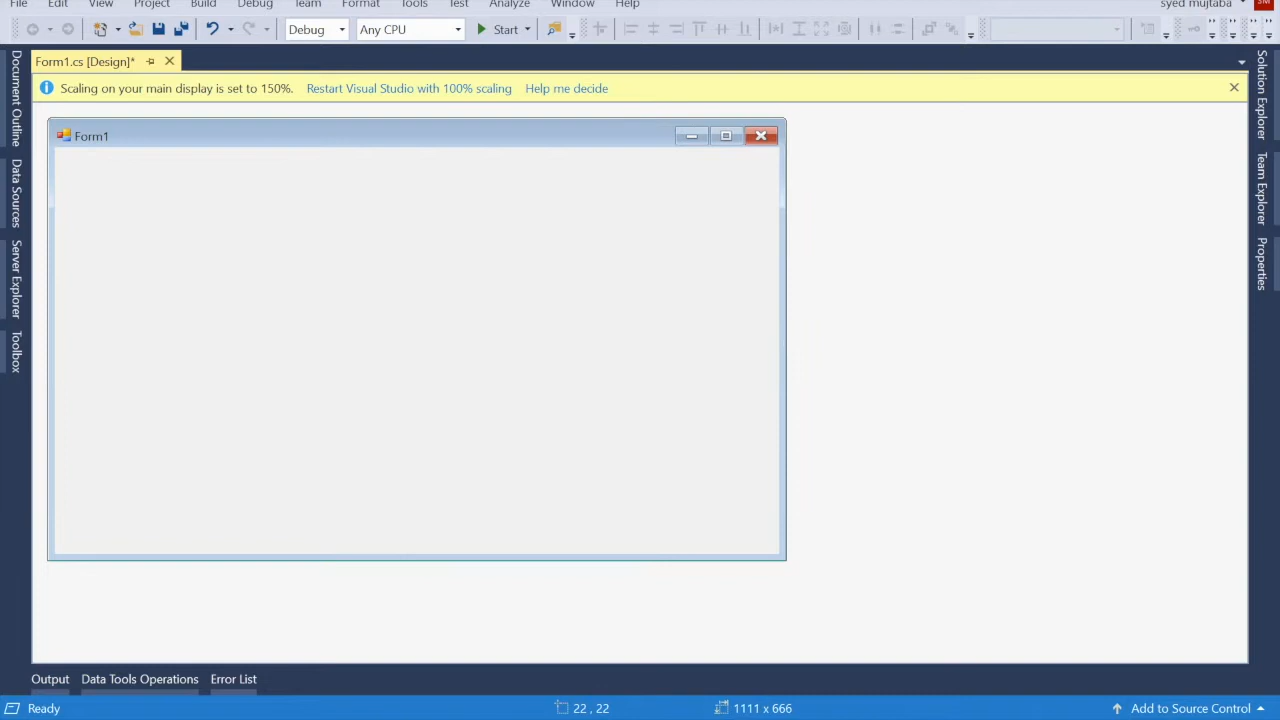 File Edit View Project Build Debug Team Format Tools Test Analyze Window Help syed mujtaba SM
Debug Any CPU Start
Form1.cs [Design]*
Scaling on your main display is set to 150%. Restart Visual Studio with 100% scaling Help me decide
Form1
Document Outline
Data Sources
Server Explorer
Toolbox
Solution Explorer
Team Explorer
Properties
Output Data Tools Operations Error List
Ready 22 , 22 1111 x 666 Add to Source Control